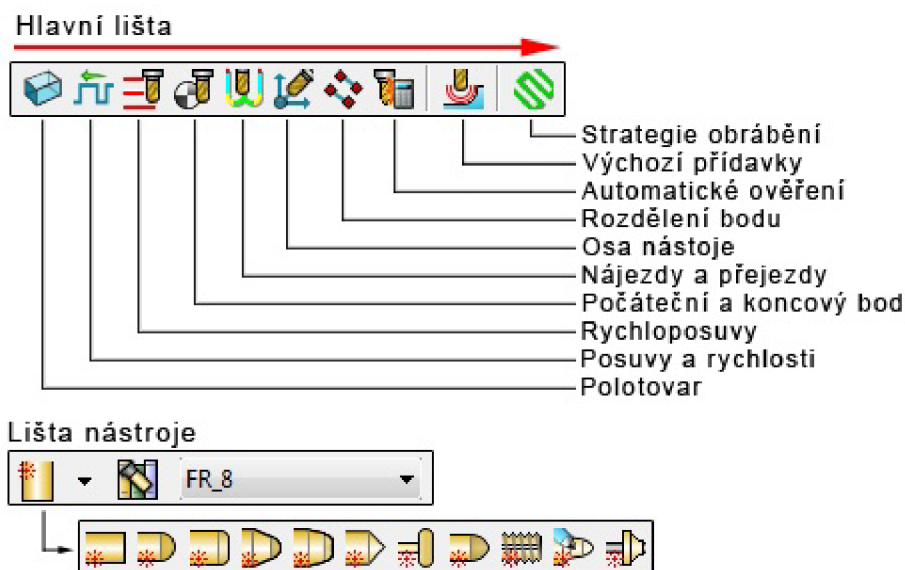 Hlavní lišta
Strategie obrábění
Výchozí přídavky
Automatické ověření
Rozdělení bodu
Osa nástoje
Nájezdy a přejezdy
Počáteční a koncový bod
Rychloposuvy
Posuvy a rychlosti
Polotovar
Lišta nástroje
FR_8